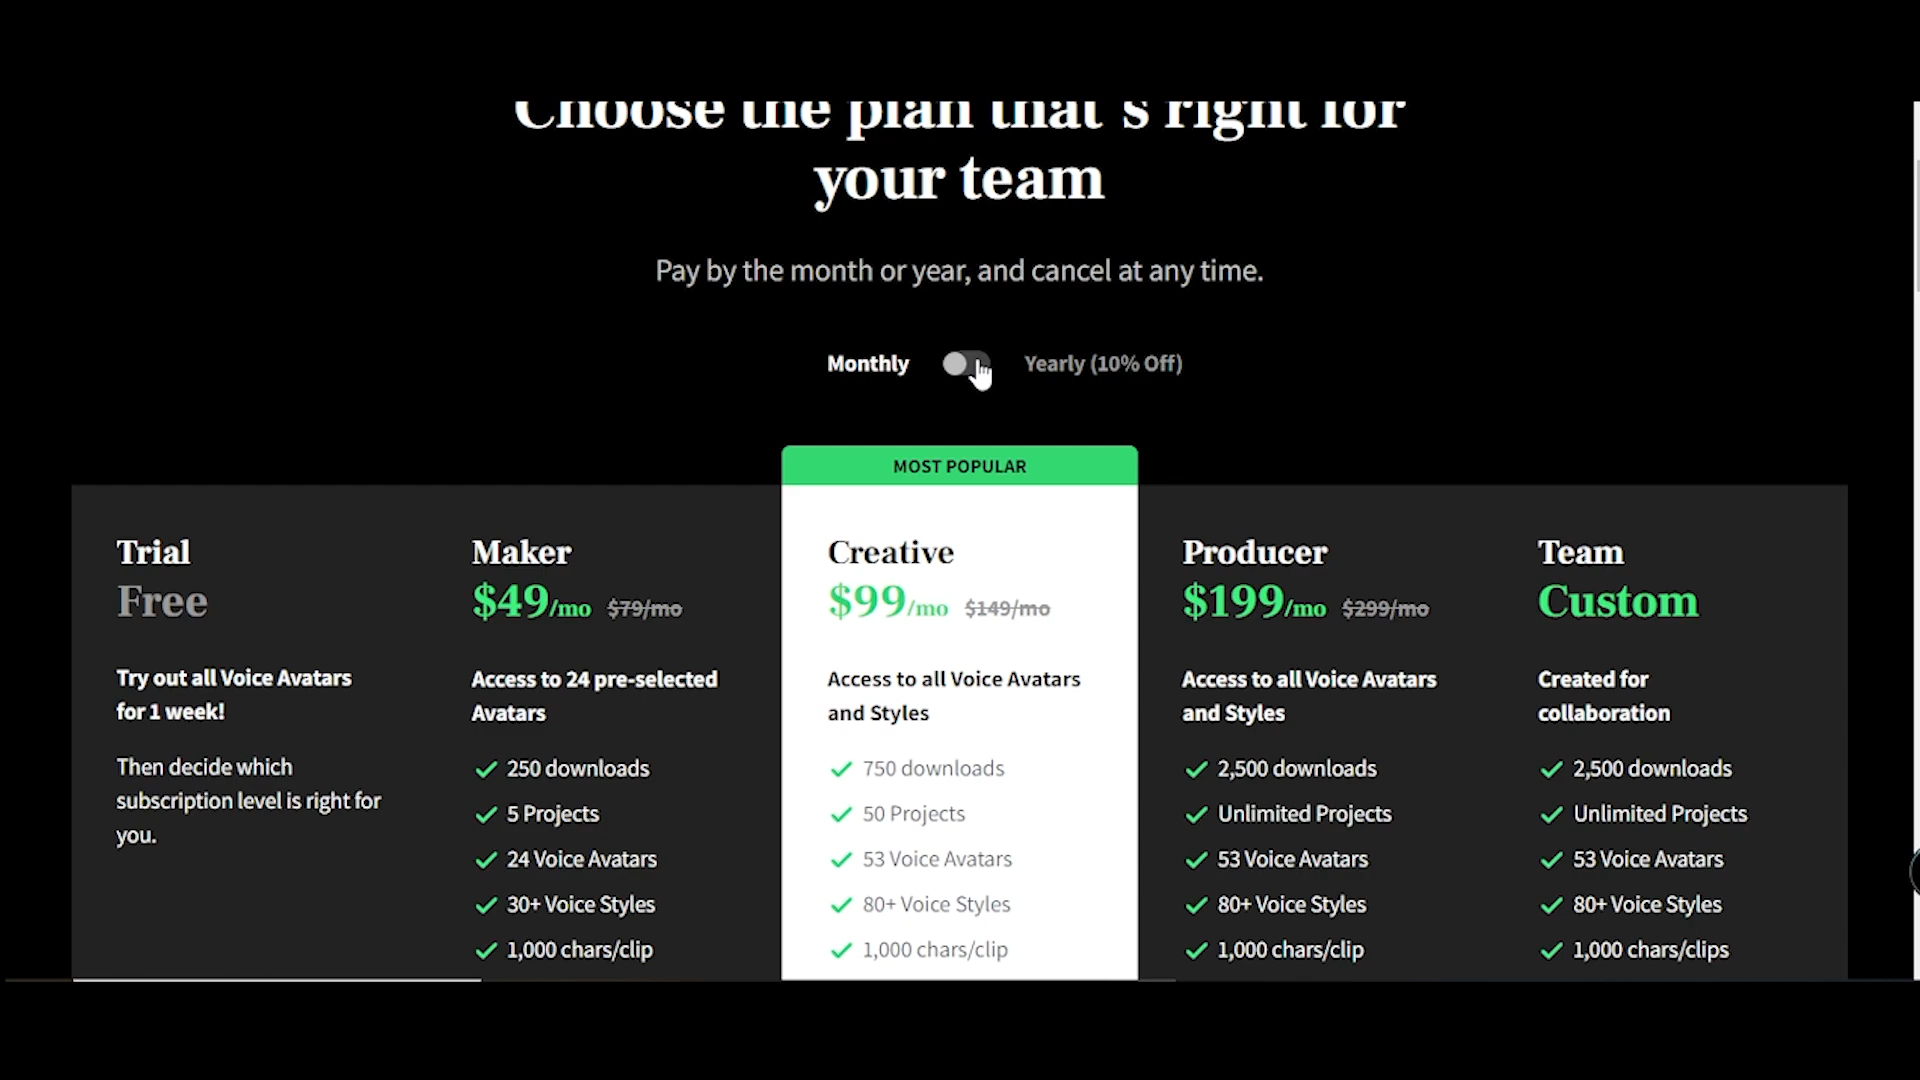 Choose the plan that's right for
your team
Pay by the month or year, and cancel at any time.
Monthly
Yearly (10% Off)
MOST POPULAR
Trial
Free
Try out all Voice Avatars
for 1 week!
Then decide which
subscription level is right for
you.
Maker
$49/mo $79/mo
Access to 24 pre-selected
Avatars
250 downloads
5 Projects
24 Voice Avatars
30+ Voice Styles
1,000 chars/clip
Creative
$99/mo $149/mo
Access to all Voice Avatars
and Styles
750 downloads
50 Projects
53 Voice Avatars
80+ Voice Styles
1,000 chars/clip
Producer
$199/mo $299/mo
Access to all Voice Avatars
and Styles
2,500 downloads
Unlimited Projects
53 Voice Avatars
80+ Voice Styles
1,000 chars/clip
Team
Custom
Created for
collaboration
2,500 downloads
Unlimited Projects
53 Voice Avatars
80+ Voice Styles
1,000 chars/clips